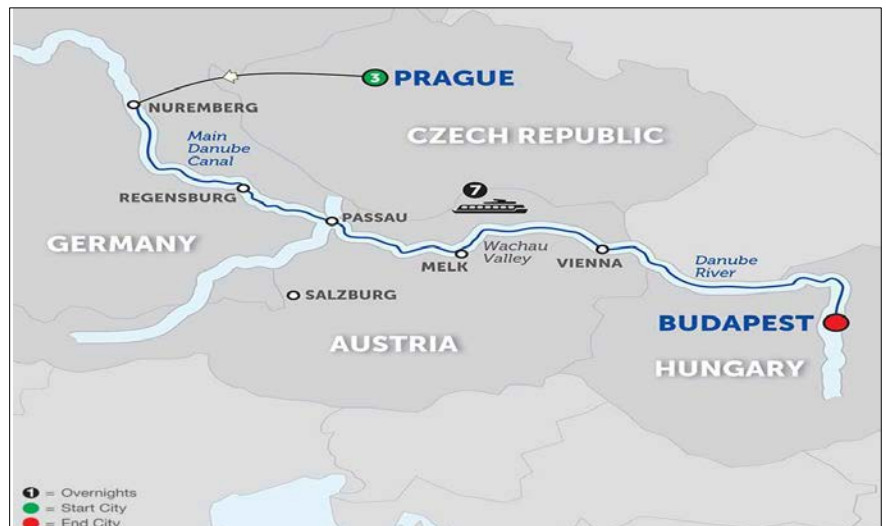 3 PRAGUE
NUREMBERG
CZECH REPUBLIC
Main
Danube
Canal
7
REGENSBURG
PASSAU
GERMANY
Wachau
Valley
MELK
VIENNA
Danube
River
SALZBURG
BUDAPEST
AUSTRIA
HUNGARY
1 = Overnights
= Start City
= End City